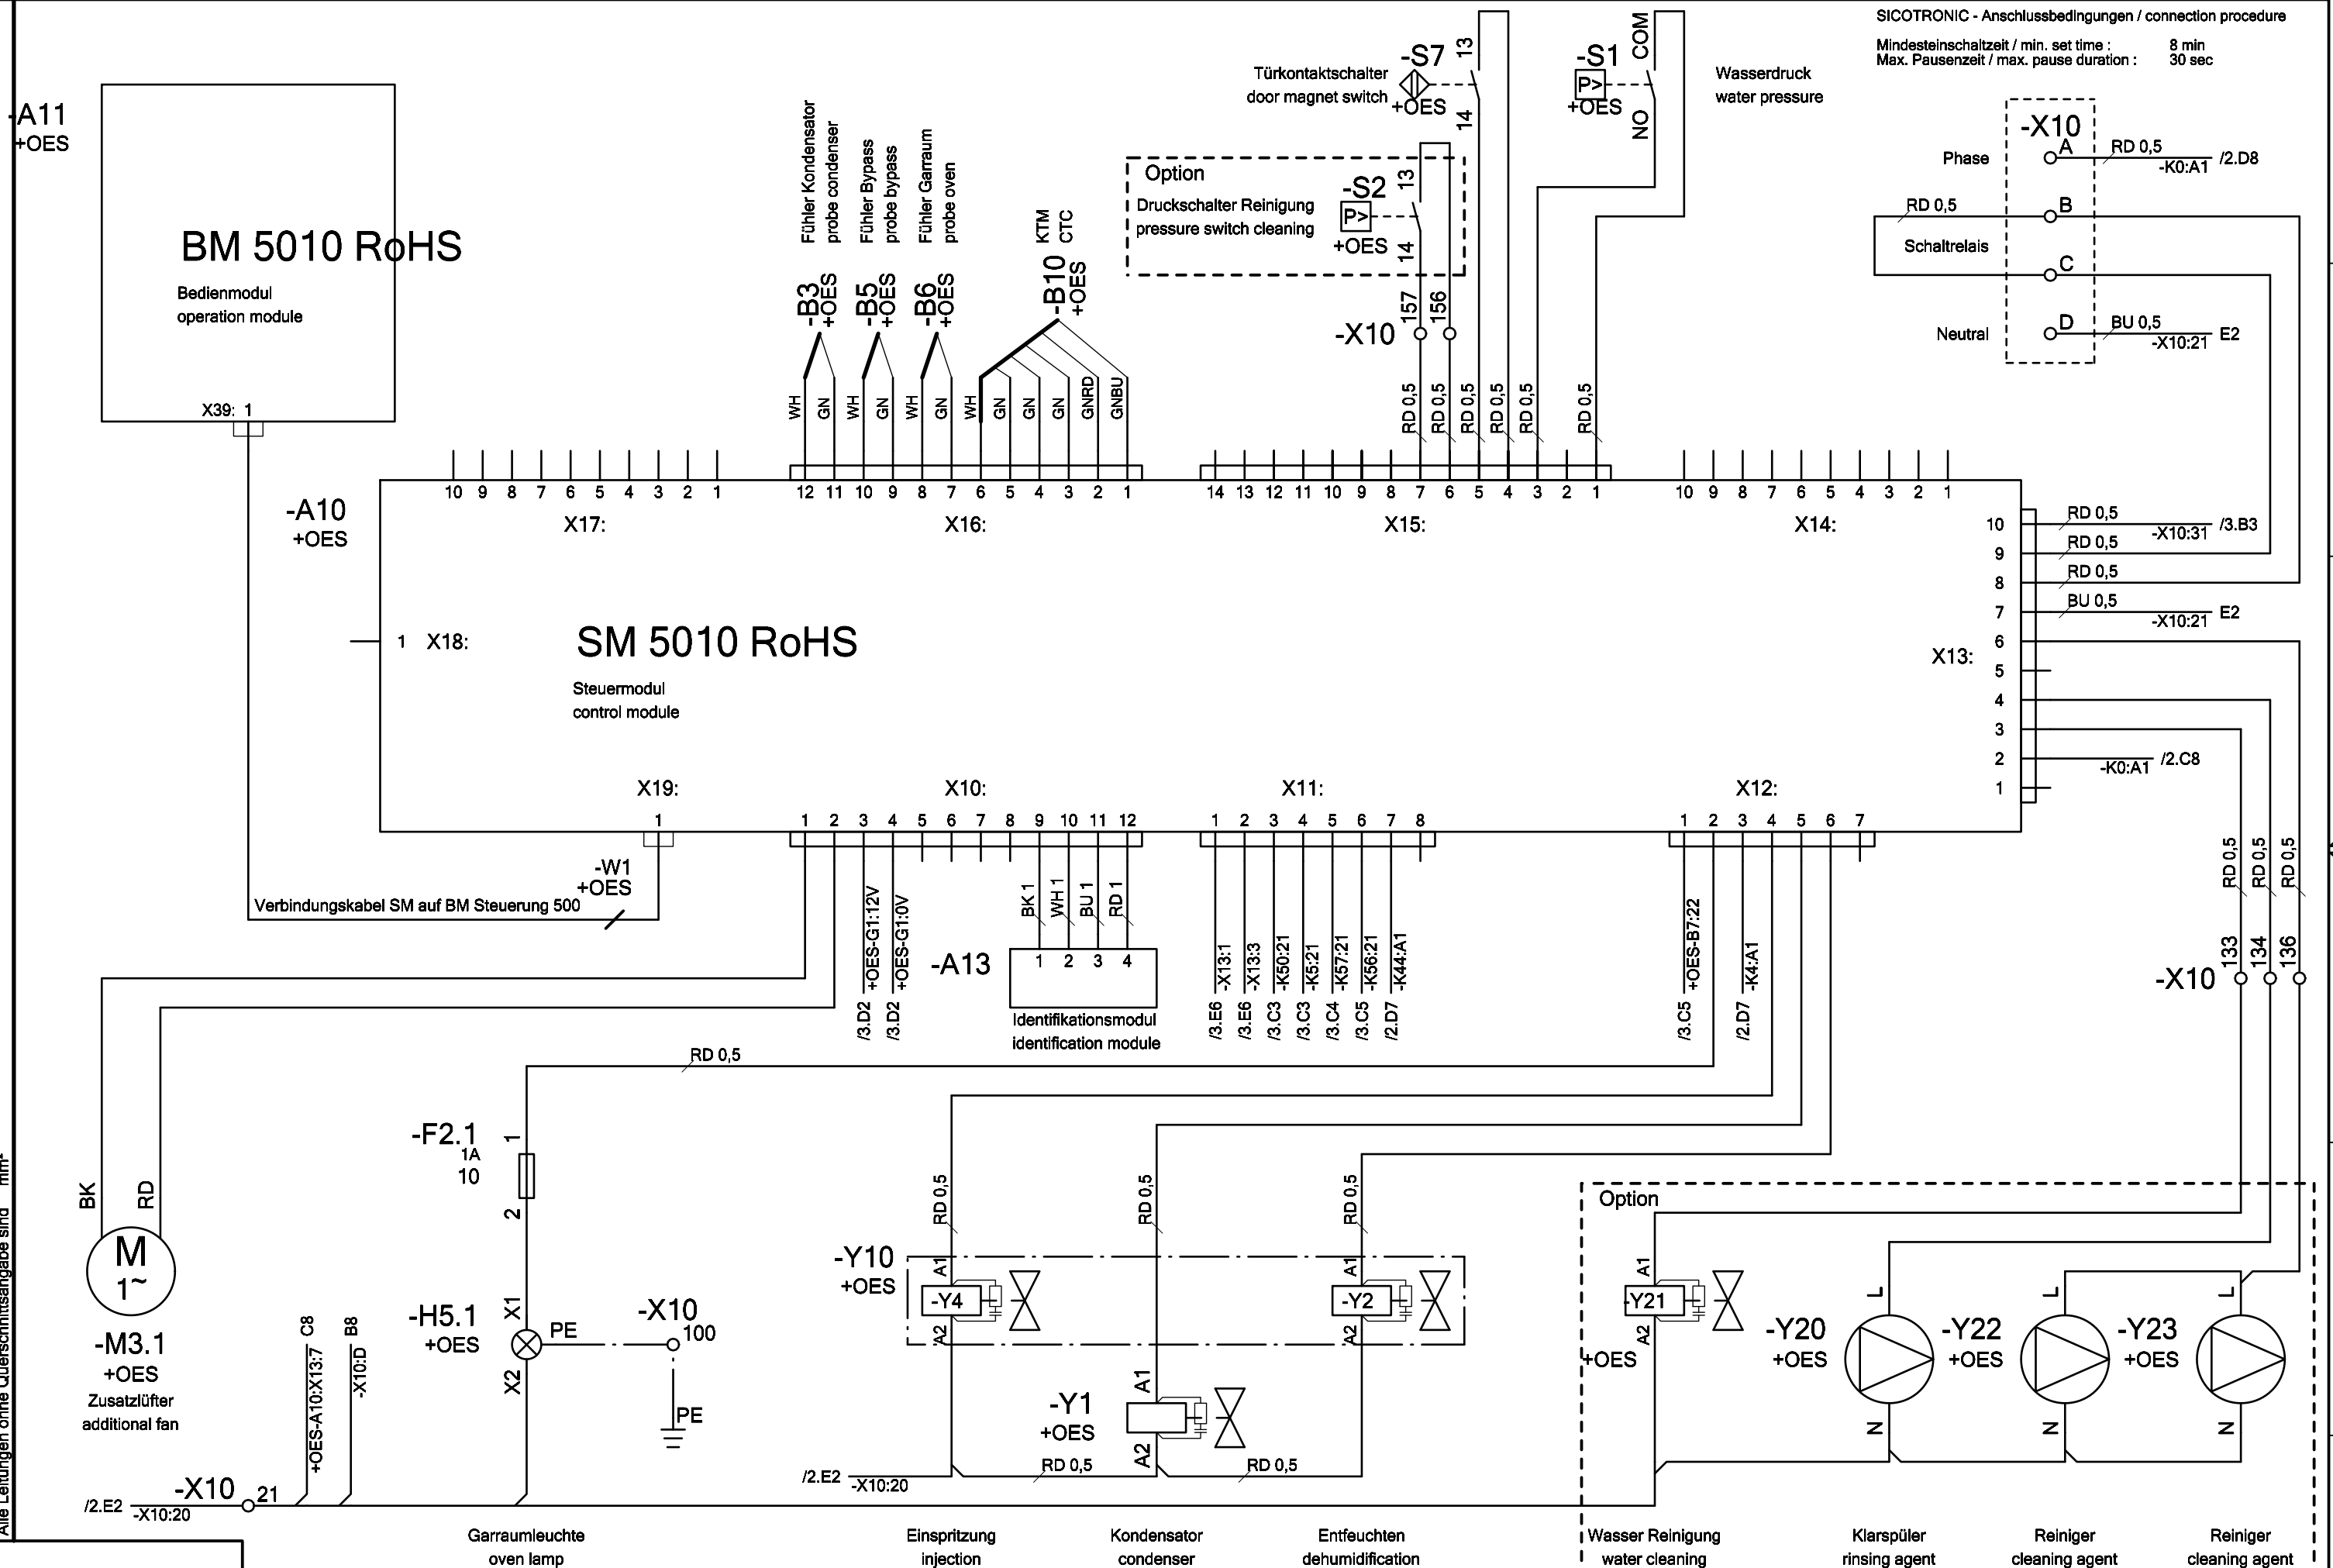 SICOTRONIC - Anschlussbedingungen / connection procedure
Mindesteinschaltzeit / min. set time : 8 min
Max. Pausenzeit / max. pause duration : 30 sec
-A11
+OES
BM 5010 RoHS
Bedienmodul
operation module
X39: 1
Fühler Kondensator
probe condenser
Fühler Bypass
probe bypass
Fühler Garraum
probe oven
KTM
CTC
-B3
+OES
-B5
+OES
-B6
+OES
-B10
+OES
WH GN WH GN WH GN WH GN GN GN GNRD GNBU
Türkontaktschalter
door magnet switch
-S7
+OES
13
14
-S1
+OES
P>
COM
NO
Wasserdruck
water pressure
Option
Druckschalter Reinigung
pressure switch cleaning
-S2
P>
+OES
13
14
-X10
157
156
RD 0,5 RD 0,5 RD 0,5 RD 0,5 RD 0,5 RD 0,5
-X10
Phase
A
RD 0,5
-K0:A1
/2.D8
RD 0,5
B
Schaltrelais
C
Neutral
D
BU 0,5
-X10:21
E2
-A10
+OES
10 9 8 7 6 5 4 3 2 1
X17:
12 11 10 9 8 7 6 5 4 3 2 1
X16:
14 13 12 11 10 9 8 7 6 5 4 3 2 1
X15:
10 9 8 7 6 5 4 3 2 1
X14:
1 X18:
SM 5010 RoHS
Steuermodul
control module
X13:
10 RD 0,5 -X10:31 /3.B3
9 RD 0,5
8 RD 0,5
7 BU 0,5 -X10:21 E2
6
5
4
3
2 -K0:A1 /2.C8
1
X19:
1
X10:
1 2 3 4 5 6 7 8 9 10 11 12
X11:
1 2 3 4 5 6 7 8
X12:
1 2 3 4 5 6 7
-W1
+OES
Verbindungskabel SM auf BM Steuerung 500
/3.D2 +OES-G1:12V
/3.D2 +OES-G1:0V
BK 1
WH 1
BU 1
RD 1
-A13
1 2 3 4
Identifikationsmodul
identification module
/3.E6 -X13:1
/3.E6 -X13:3
/3.C3 -K50:21
/3.C3 -K5:21
/3.C4 -K57:21
/3.C5 -K56:21
/2.D7 -K44:A1
/3.C5 +OES-B7:22
/2.D7 -K4:A1
RD 0,5 RD 0,5 RD 0,5
-X10
133
134
136
RD 0,5
-F2.1
1A
10
1
2
BK
RD
M
1~
-M3.1
+OES
Zusatzlüfter
additional fan
C8
+OES-A10:X13:7
B8
-X10:D
-H5.1
+OES
X1
X2
PE
-X10
100
PE
RD 0,5
RD 0,5
RD 0,5
-Y10
+OES
A1
-Y4
A2
A1
-Y2
A2
-Y1
+OES
A1
A2
/2.E2
-X10:20
RD 0,5
RD 0,5
Option
A1
-Y21
A2
+OES
-Y20
+OES
L
N
-Y22
+OES
L
N
-Y23
+OES
L
N
/2.E2
-X10:20
-X10
21
Garraumleuchte
oven lamp
Einspritzung
injection
Kondensator
condenser
Entfeuchten
dehumidification
Wasser Reinigung
water cleaning
Klarspüler
rinsing agent
Reiniger
cleaning agent
Reiniger
cleaning agent
Alle Leitungen ohne Querschnittsangabe sind mm²